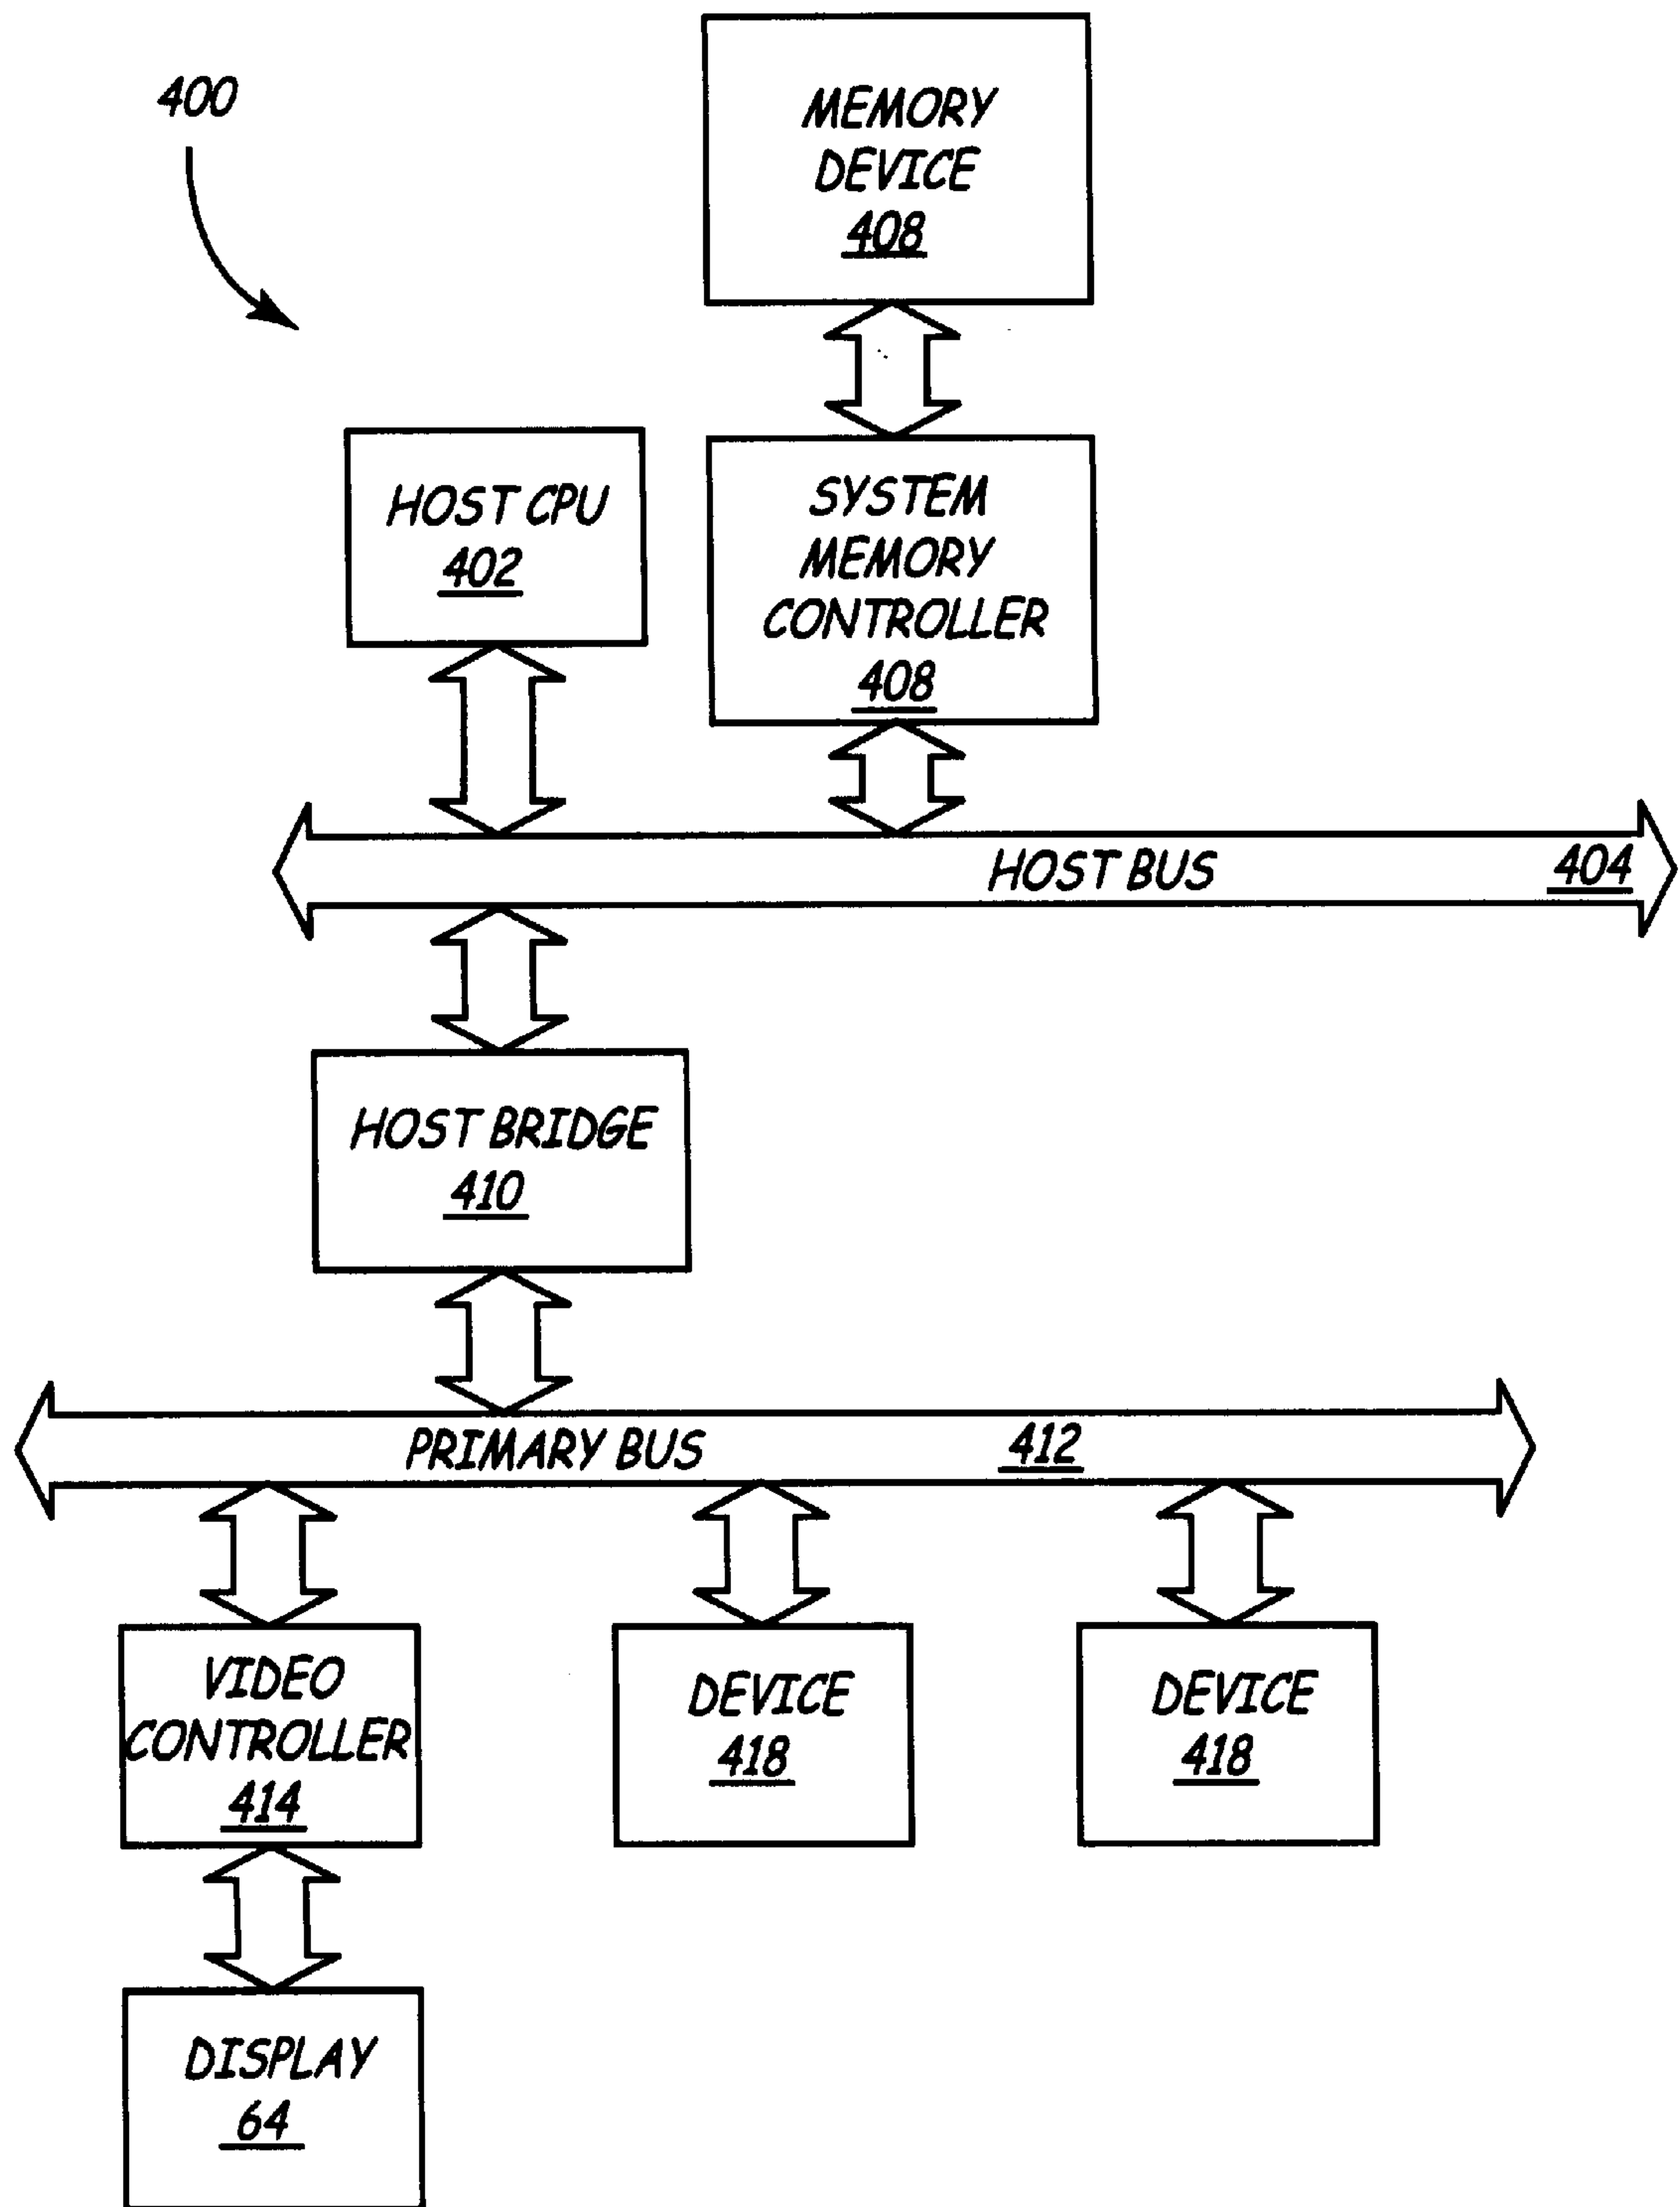 400
MEMORY
DEVICE
408
HOST CPU
402
SYSTEM
MEMORY
CONTROLLER
408
HOST BUS 404
HOST BRIDGE
410
PRIMARY BUS 412
VIDEO
CONTROLLER
414
DEVICE
418
DEVICE
418
DISPLAY
64